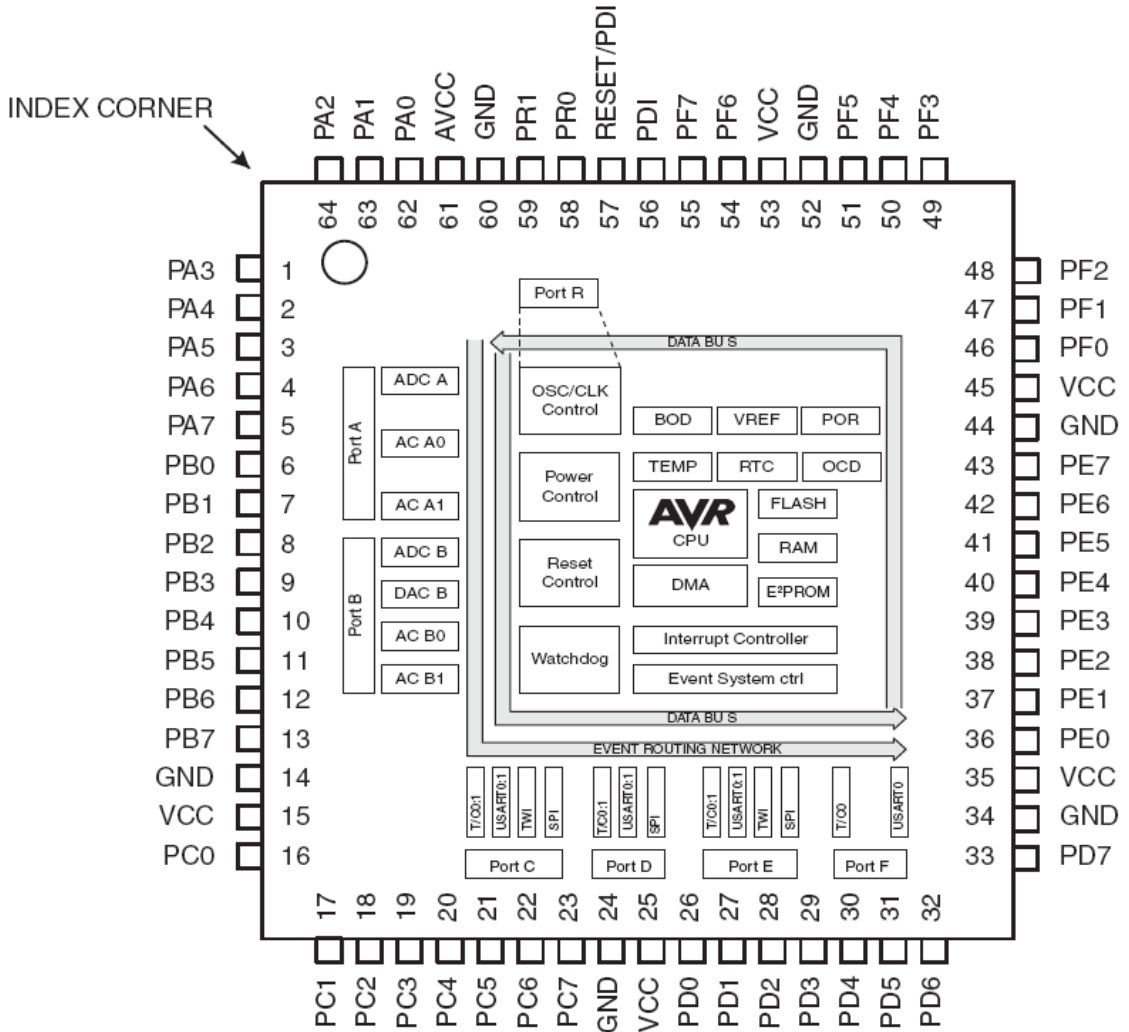 INDEX CORNER
PA2
PA1
PA0
AVCC
GND
PR1
PR0
RESET/PDI
PDI
PF7
PF6
VCC
GND
PF5
PF4
PF3
64
63
62
61
60
59
58
57
56
55
54
53
52
51
50
49
PA3 1
PA4 2
PA5 3
PA6 4
PA7 5
PB0 6
PB1 7
PB2 8
PB3 9
PB4 10
PB5 11
PB6 12
PB7 13
GND 14
VCC 15
PC0 16
48 PF2
47 PF1
46 PF0
45 VCC
44 GND
43 PE7
42 PE6
41 PE5
40 PE4
39 PE3
38 PE2
37 PE1
36 PE0
35 VCC
34 GND
33 PD7
Port R
DATA BUS
Port A
ADC A
AC A0
AC A1
Port B
ADC B
DAC B
AC B0
AC B1
OSC/CLK
Control
Power
Control
Reset
Control
Watchdog
BOD
VREF
POR
TEMP
RTC
OCD
AVR
CPU
FLASH
RAM
DMA
E²PROM
Interrupt Controller
Event System ctrl
DATA BUS
EVENT ROUTING NETWORK
T/C0:1
USART0:1
TWI
SPI
T/C0:1
USART0:1
SPI
T/C0:1
USART0:1
TWI
SPI
T/C0
USART0
Port C
Port D
Port E
Port F
17
18
19
20
21
22
23
24
25
26
27
28
29
30
31
32
PC1
PC2
PC3
PC4
PC5
PC6
PC7
GND
VCC
PD0
PD1
PD2
PD3
PD4
PD5
PD6